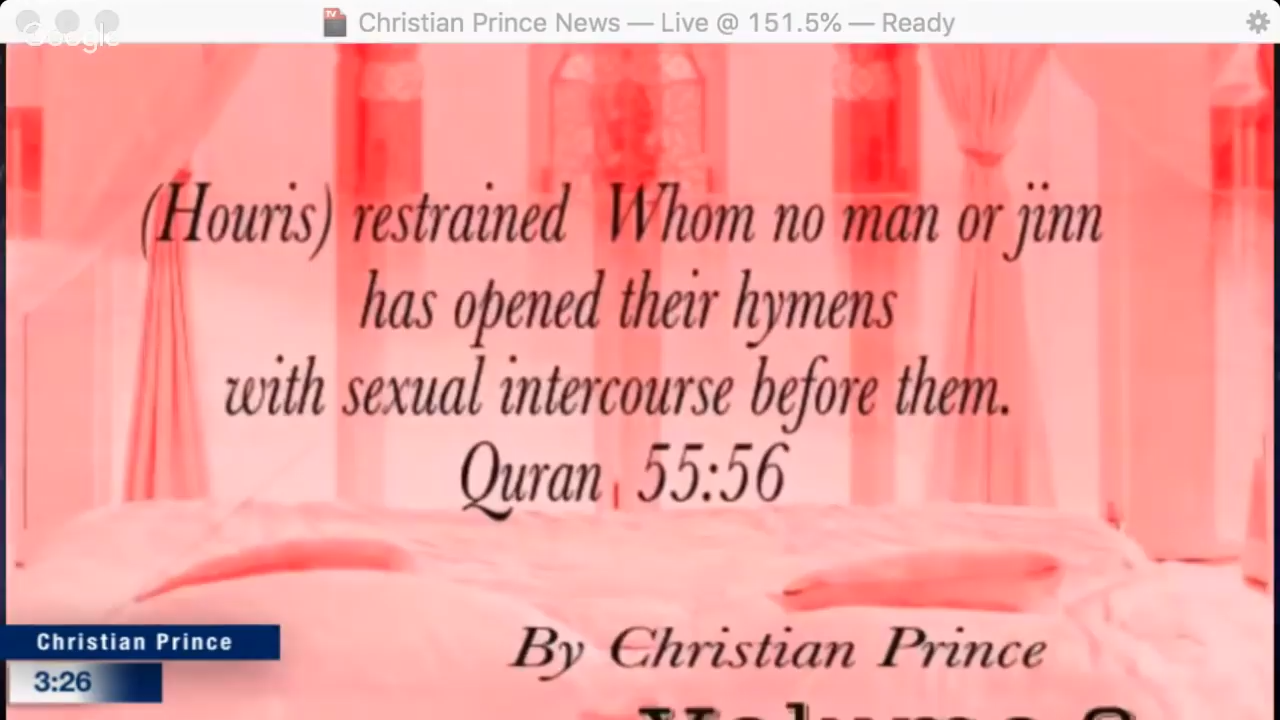 Christian Prince News — Live @ 151.5% — Ready
Google
(Houris) restrained Whom no man or jinn
has opened their hymens
with sexual intercourse before them.
Quran 55:56
By Christian Prince
Christian Prince
3:26